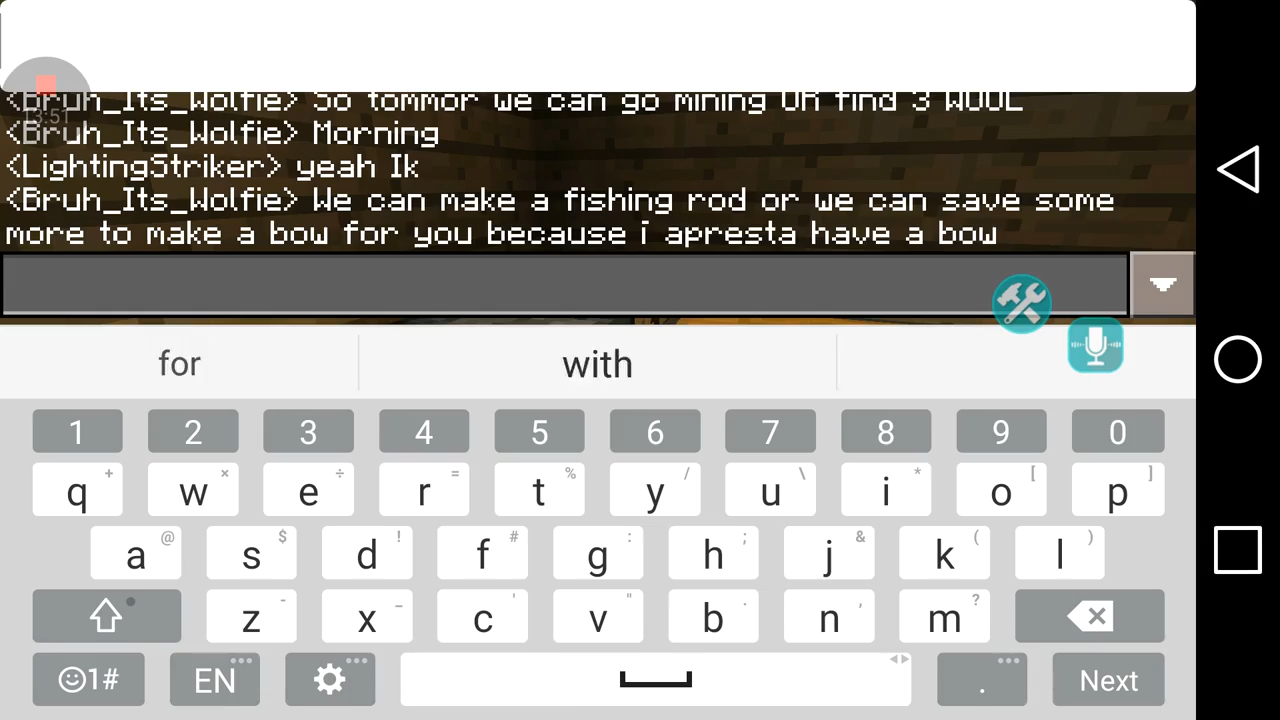 <Bruh_Its_Wolfie> So tommor we can go mining OR find 3 WOOL
<Bruh_Its_Wolfie> Morning
<LightingStriker> yeah Ik
<Bruh_Its_Wolfie> We can make a fishing rod or we can save some
more to make a bow for you because i apresta have a bow
for with
1 2 3 4 5 6 7 8 9 0
+ × ÷ = % / \ * [ ]
q w e r t y u i o p
@ $ ! # : ; & ( )
a s d f g h j k l
- _ ' " . , ?
z x c v b n m
☺1# EN . Next